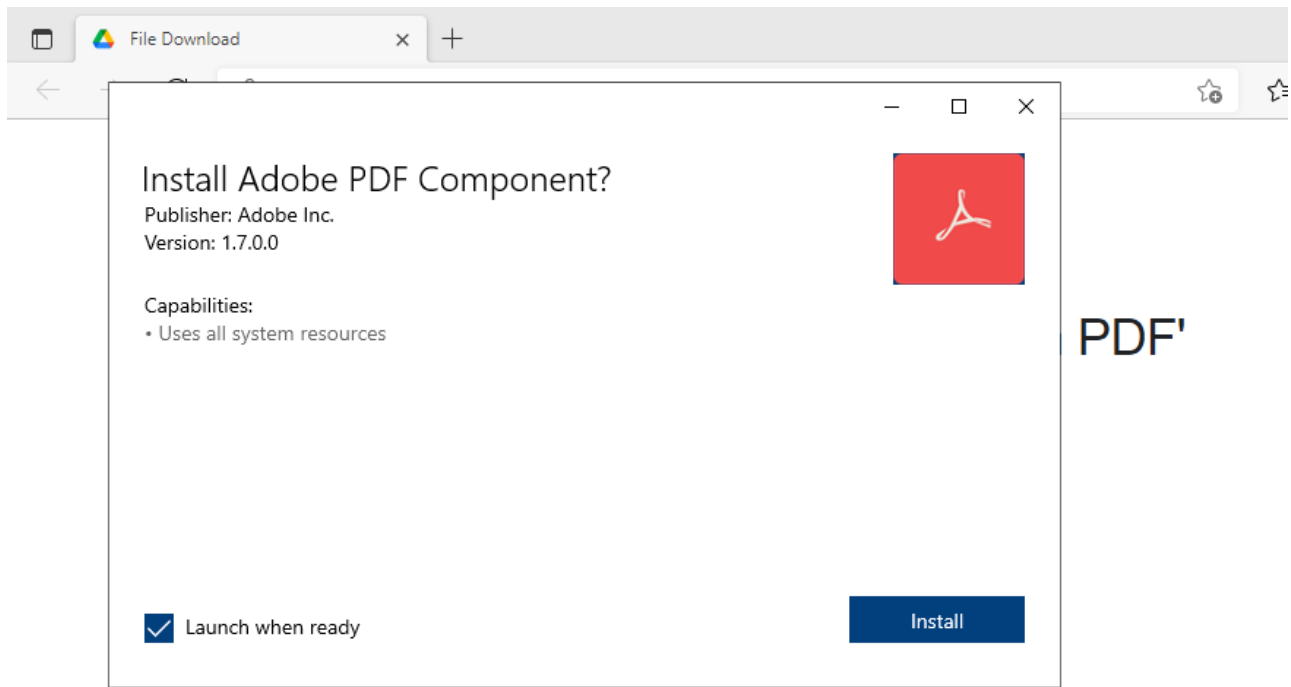 File Download
Install Adobe PDF Component?
Publisher: Adobe Inc.
Version: 1.7.0.0
Capabilities:
• Uses all system resources
PDF'
Launch when ready
Install